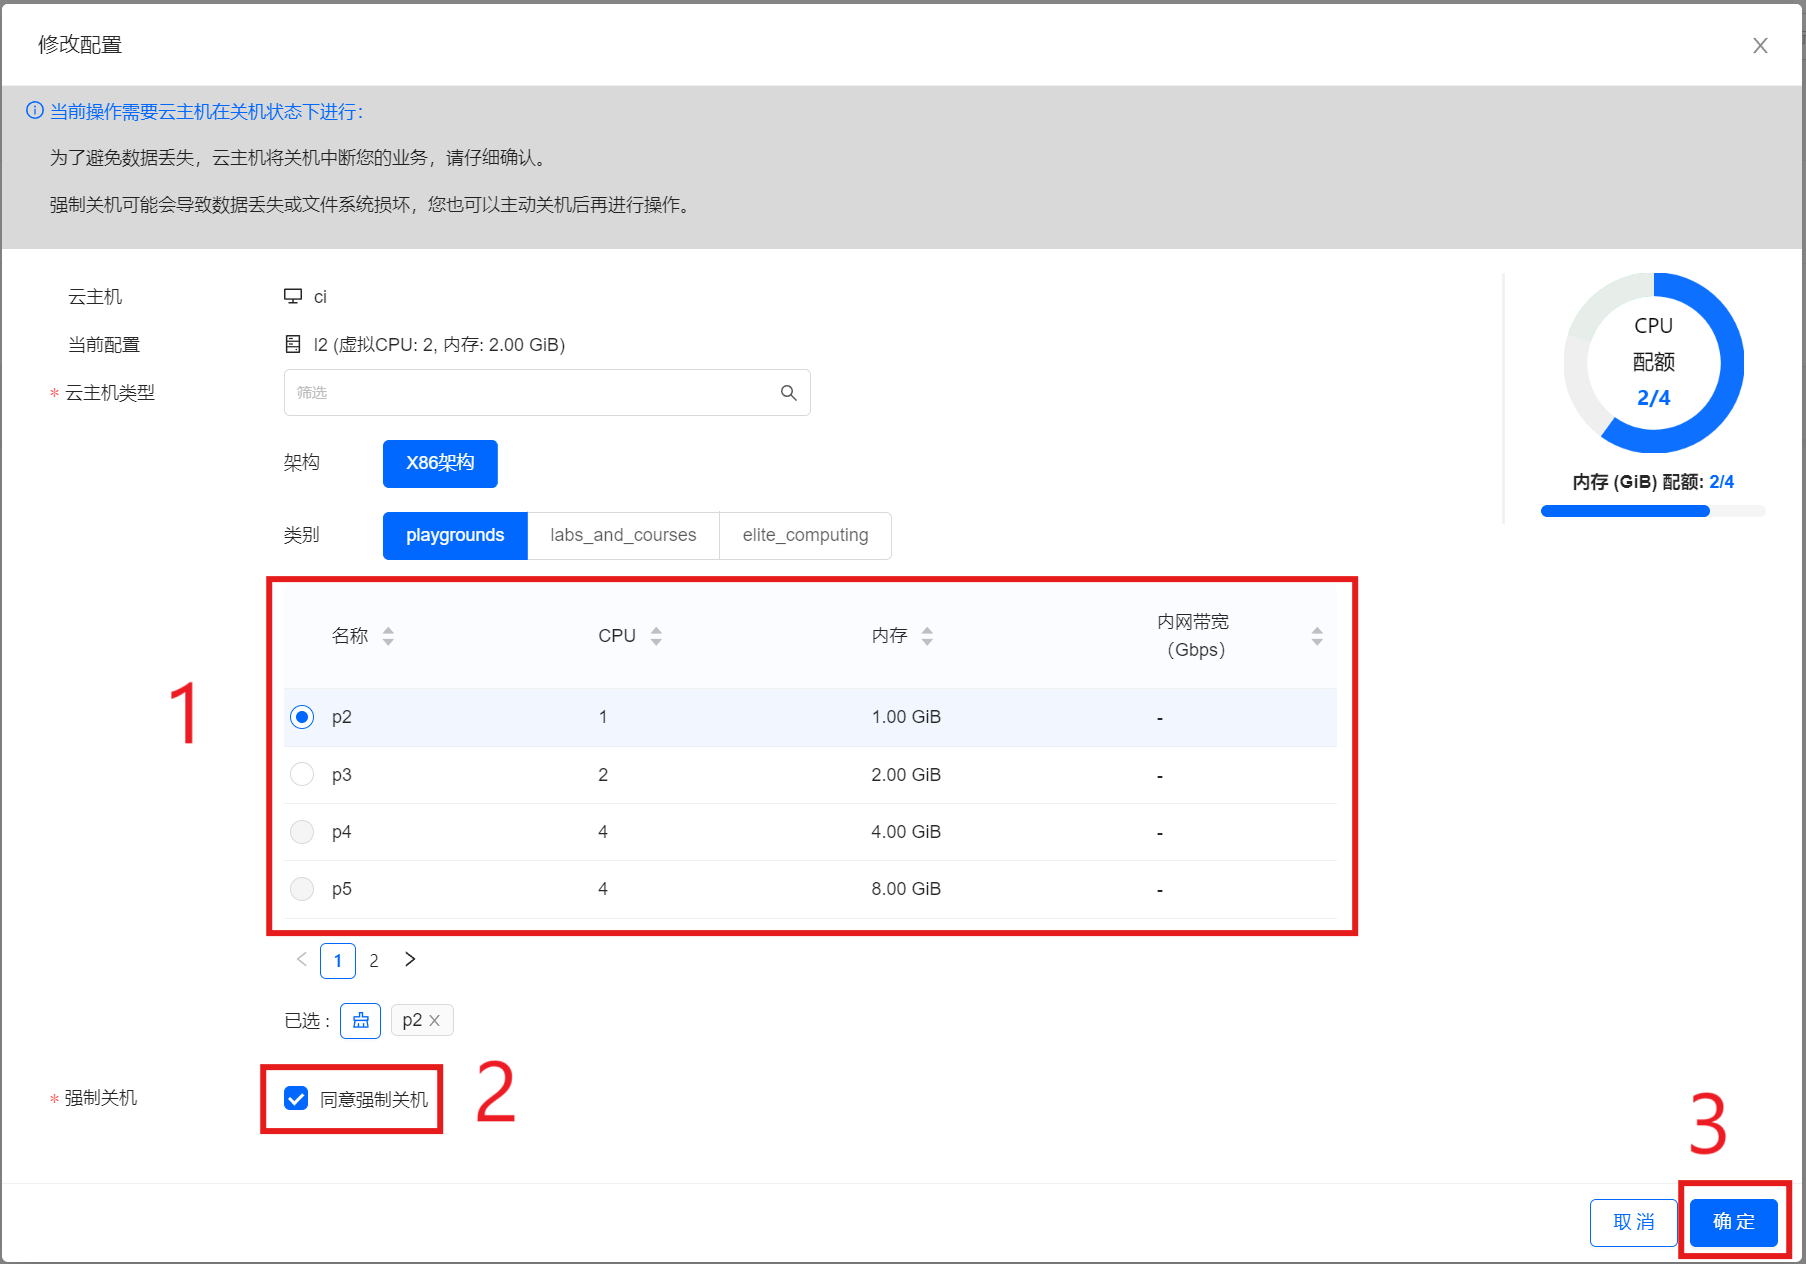 修改配置
X
当前操作需要云主机在关机状态下进行：
为了避免数据丢失，云主机将关机中断您的业务，请仔细确认。
强制关机可能会导致数据丢失或文件系统损坏，您也可以主动关机后再进行操作。
云主机 ci
当前配置 l2 (虚拟CPU: 2, 内存: 2.00 GiB)
* 云主机类型 筛选
CPU
配额
2/4
内存 (GiB) 配额: 2/4
架构 X86架构
类别 playgrounds labs_and_courses elite_computing
名称 CPU 内存 内网带宽
（Gbps）
1
p2 1 1.00 GiB -
p3 2 2.00 GiB -
p4 4 4.00 GiB -
p5 4 8.00 GiB -
< 1 2 >
已选： p2 X
* 强制关机 同意强制关机
2
3
取消 确定